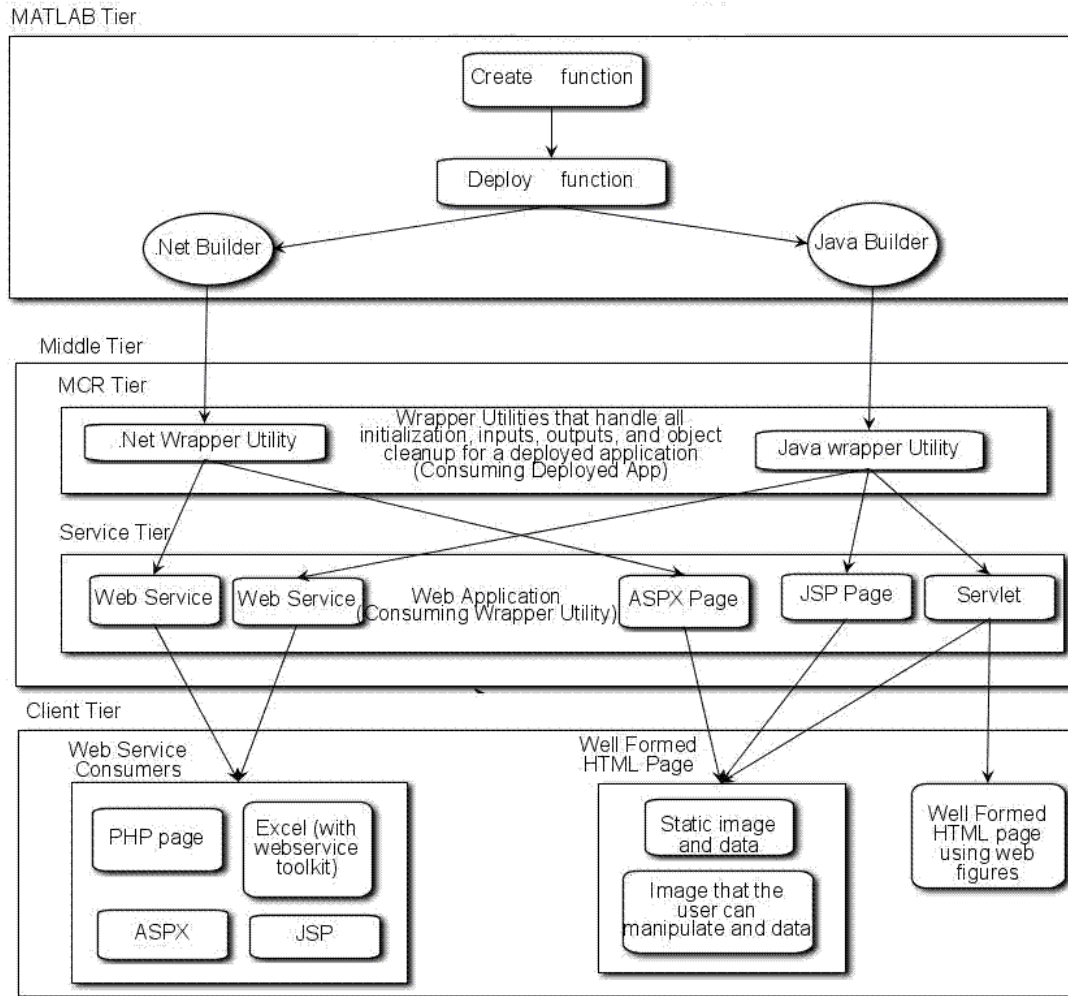 MATLAB Tier
Create function
Deploy function
.Net Builder
Java Builder
Middle Tier
MCR Tier
.Net Wrapper Utility
Wrapper Utilities that handle all
initialization, inputs, outputs, and object
cleanup for a deployed application
(Consuming Deployed App)
Java wrapper Utility
Service Tier
Web Service
Web Service
Web Application
(Consuming Wrapper Utility)
ASPX Page
JSP Page
Servlet
Client Tier
Web Service
Consumers
PHP page
Excel (with
webservice
toolkit)
ASPX
JSP
Well Formed
HTML Page
Static image
and data
Image that the
user can
manipulate and data
Well Formed
HTML page
using web
figures